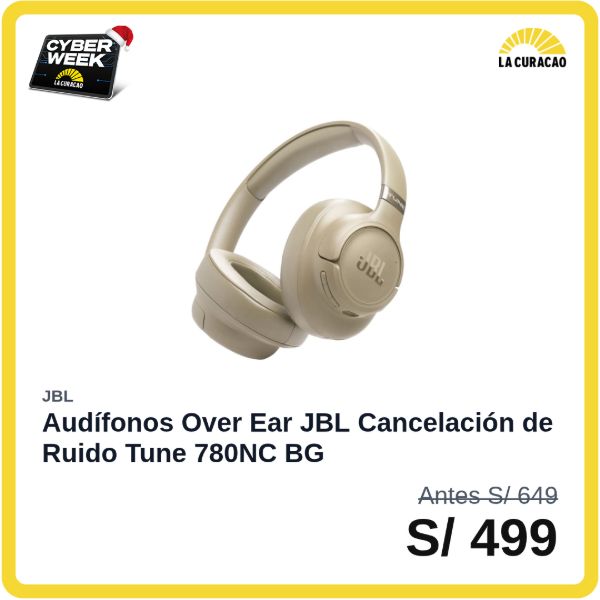 CYBER
WEEK
LA CURACAO
LA CURACAO
JBL
JBL
Audífonos Over Ear JBL Cancelación de
Ruido Tune 780NC BG
Antes S/ 649
S/ 499